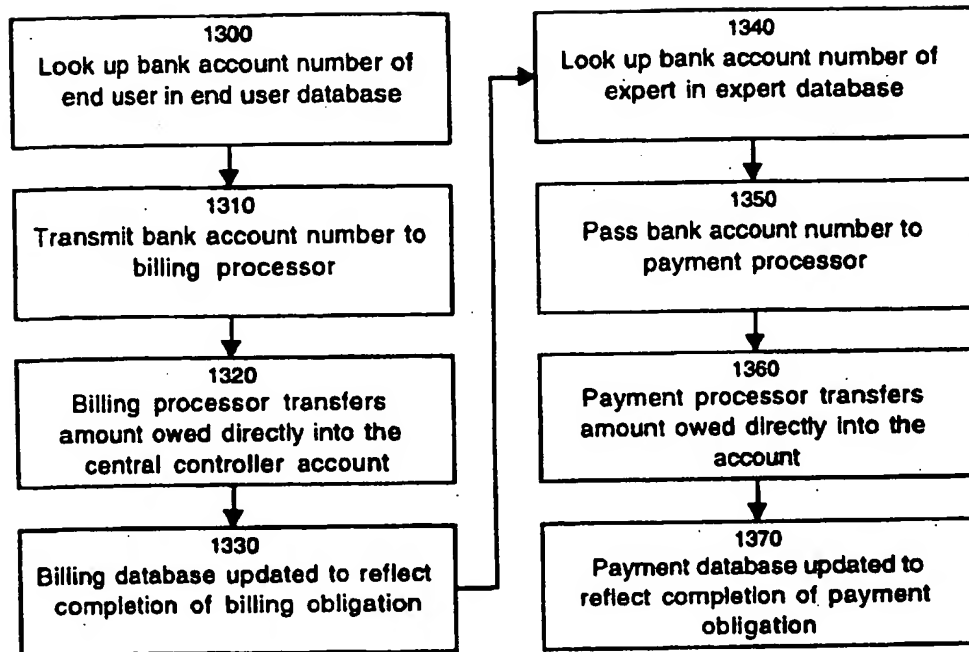 1300
Look up bank account number of
end user in end user database
1310
Transmit bank account number to
billing processor
1320
Billing processor transfers
amount owed directly into the
central controller account
1330
Billing database updated to reflect
completion of billing obligation
1340
Look up bank account number of
expert in expert database
1350
Pass bank account number to
payment processor
1360
Payment processor transfers
amount owed directly into the
account
1370
Payment database updated to
reflect completion of payment
obligation